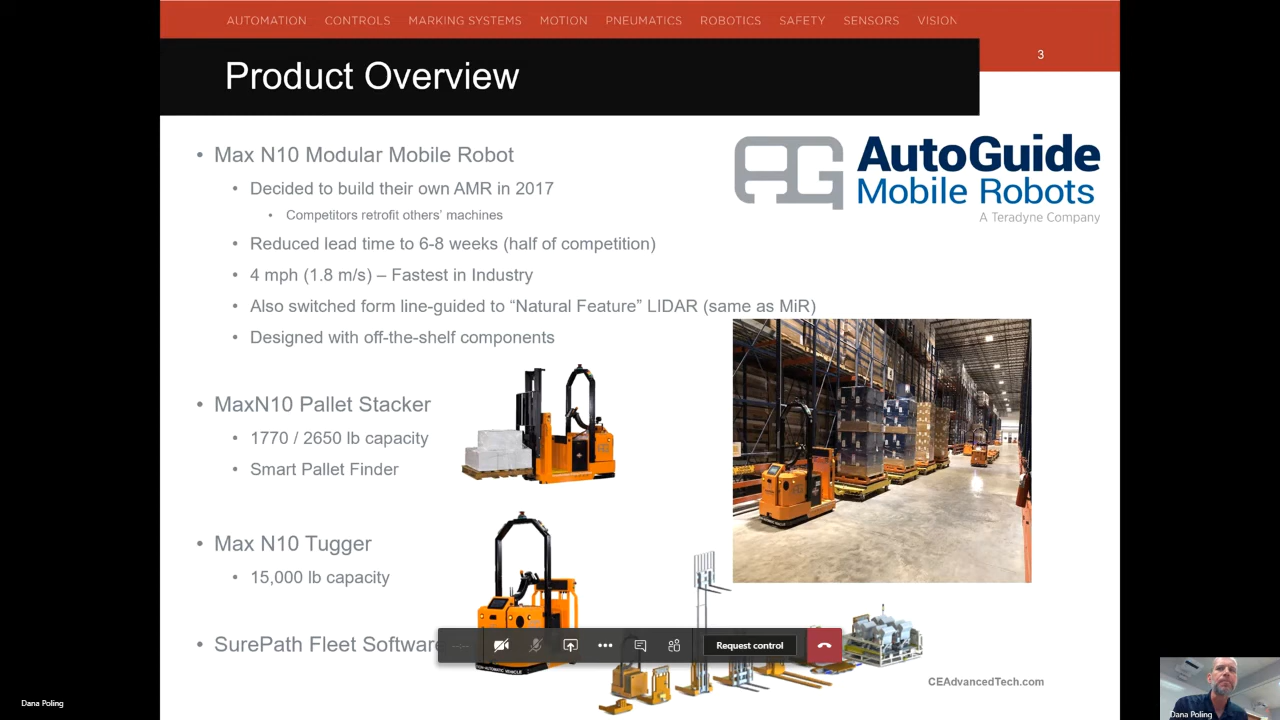 AUTOMATION CONTROLS MARKING SYSTEMS MOTION PNEUMATICS ROBOTICS SAFETY SENSORS VISION
3
Product Overview
AutoGuide
Mobile Robots
A Teradyne Company
• Max N10 Modular Mobile Robot
• Decided to build their own AMR in 2017
• Competitors retrofit others’ machines
• Reduced lead time to 6-8 weeks (half of competition)
• 4 mph (1.8 m/s) – Fastest in Industry
• Also switched form line-guided to “Natural Feature” LIDAR (same as MiR)
• Designed with off-the-shelf components
• MaxN10 Pallet Stacker
• 1770 / 2650 lb capacity
• Smart Pallet Finder
• Max N10 Tugger
• 15,000 lb capacity
• SurePath Fleet Software
Request control
CEAdvancedTech.com
Dana Poling
Dana Poling